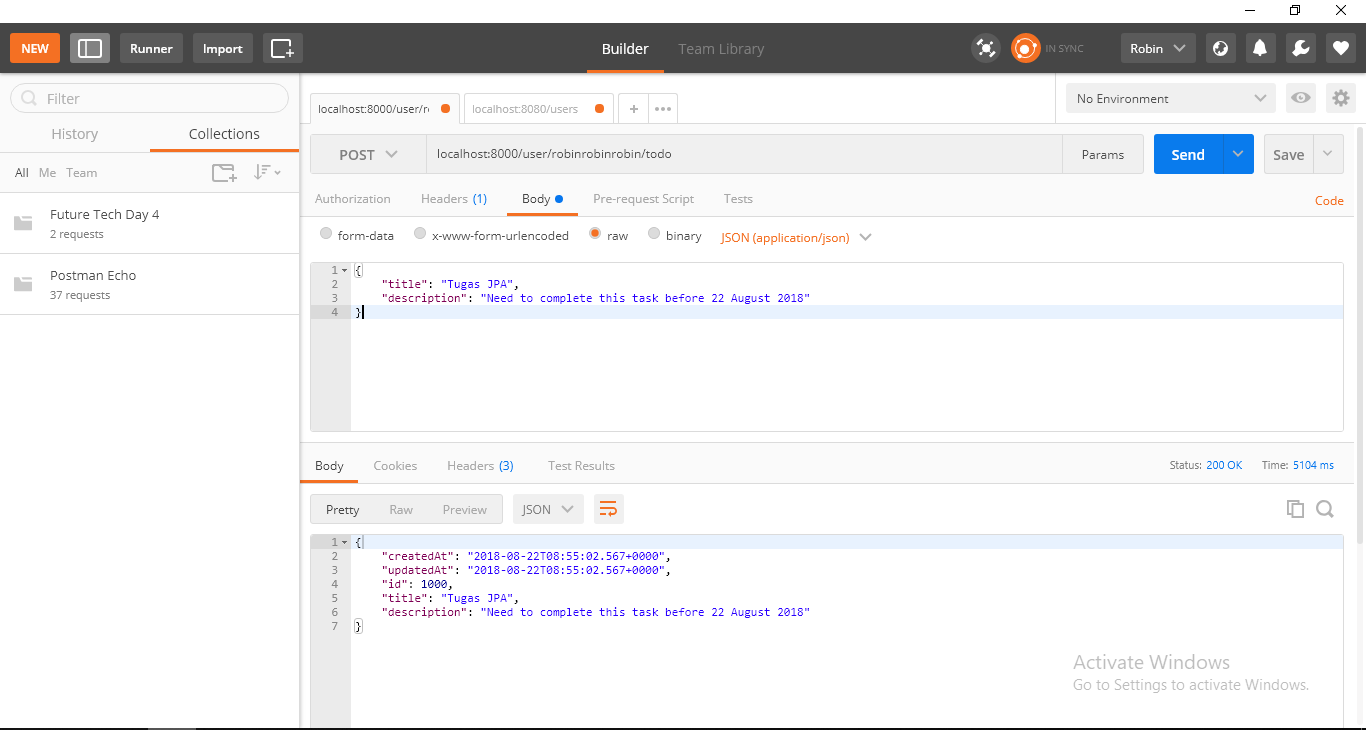 NEW Runner Import Builder Team Library IN SYNC Robin
Filter
History Collections
All Me Team
Future Tech Day 4
2 requests
Postman Echo
37 requests
localhost:8000/user/r localhost:8080/users + ••• No Environment
POST localhost:8000/user/robinrobinrobin/todo Params Send Save
Authorization Headers (1) Body Pre-request Script Tests Code
form-data x-www-form-urlencoded raw binary JSON (application/json)
1 {
2 "title": "Tugas JPA",
3 "description": "Need to complete this task before 22 August 2018"
4 }
Body Cookies Headers (3) Test Results Status: 200 OK Time: 5104 ms
Pretty Raw Preview JSON
1 {
2 "createdAt": "2018-08-22T08:55:02.567+0000",
3 "updatedAt": "2018-08-22T08:55:02.567+0000",
4 "id": 1000,
5 "title": "Tugas JPA",
6 "description": "Need to complete this task before 22 August 2018"
7 }
Activate Windows
Go to Settings to activate Windows.